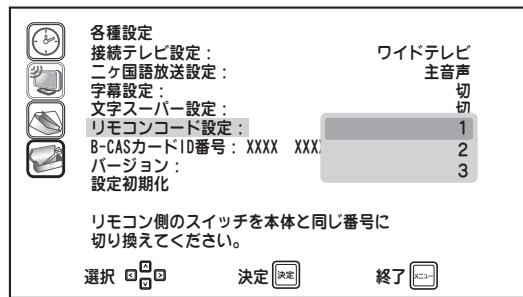 各種設定
接続テレビ設定： ワイドテレビ
二ヶ国語放送設定： 主音声
字幕設定： 切
文字スーパー設定： 切
リモコンコード設定： 1
B-CASカードID番号： XXXX XXX 2
バージョン： 3
設定初期化
リモコン側のスイッチを本体と同じ番号に
切り換えてください。
選択 決定 決定 終了 メニュー